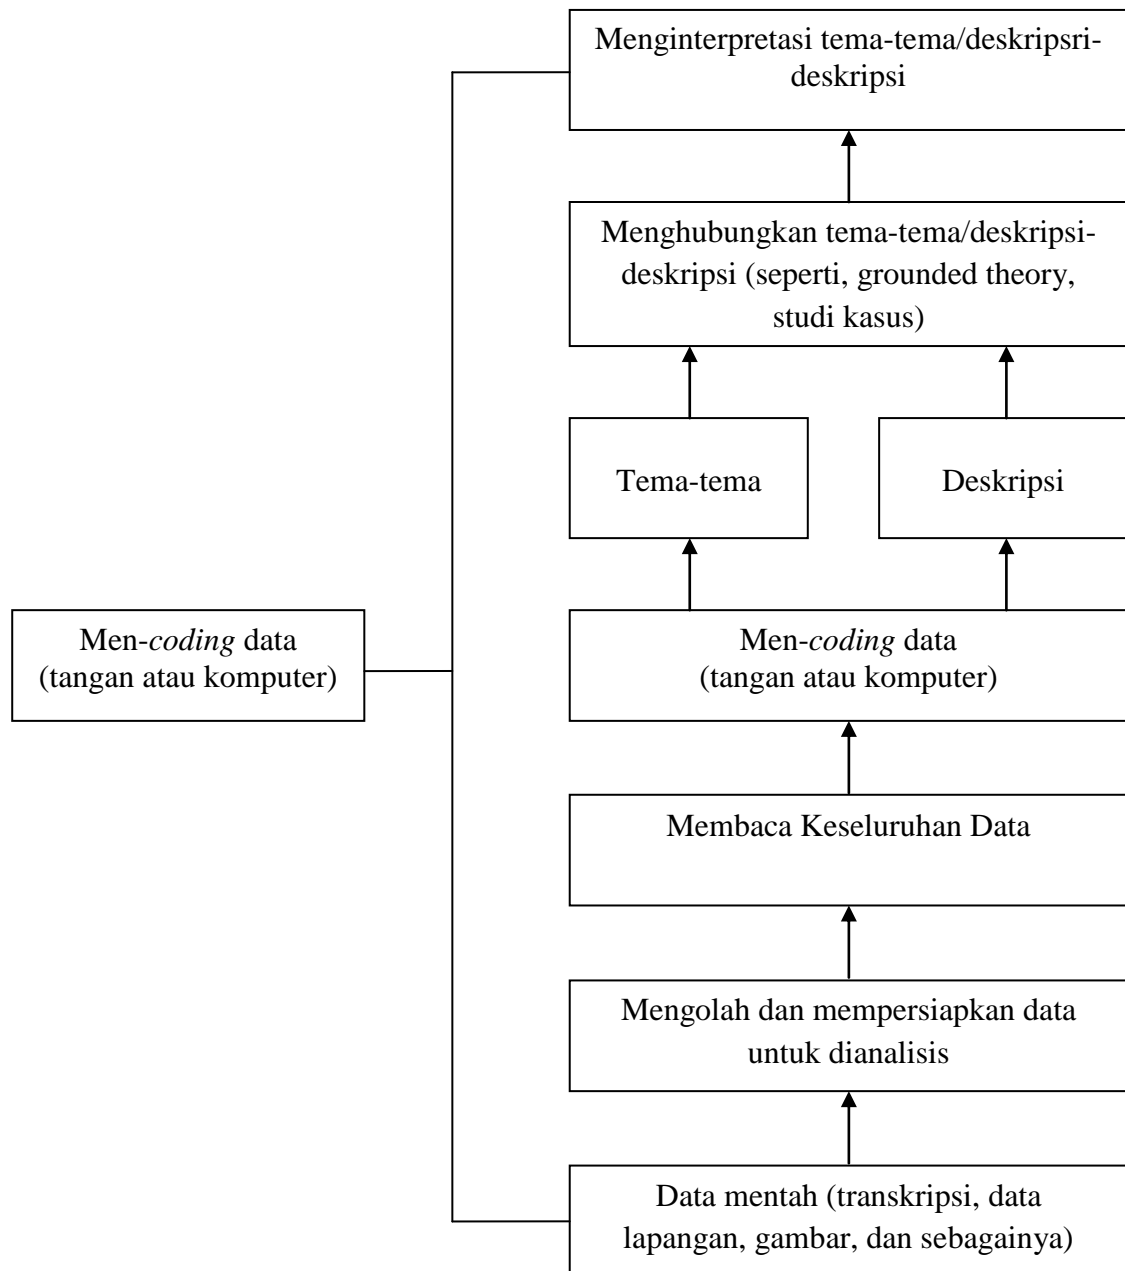 Menginterpretasi tema-tema/deskripsri-
deskripsi
Menghubungkan tema-tema/deskripsi-
deskripsi (seperti, grounded theory,
studi kasus)
Tema-tema
Deskripsi
Men-coding data
(tangan atau komputer)
Men-coding data
(tangan atau komputer)
Membaca Keseluruhan Data
Mengolah dan mempersiapkan data
untuk dianalisis
Data mentah (transkripsi, data
lapangan, gambar, dan sebagainya)